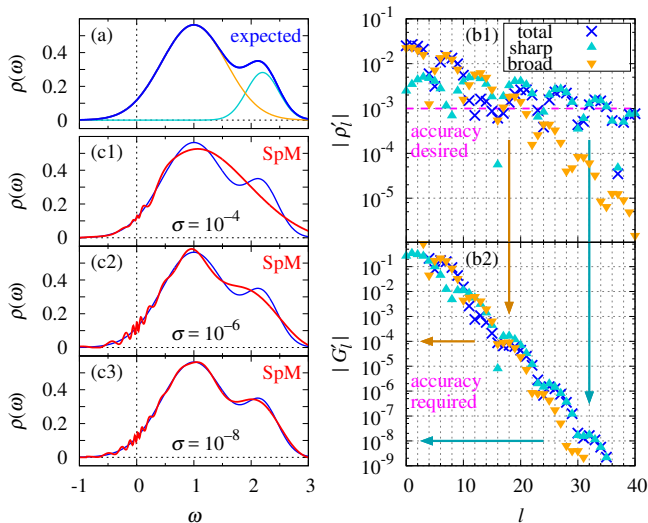 (a)
expected
ρ(ω)
0.4
0.2
0
(c1)
SpM
ρ(ω)
0.4
0.2
0
σ = 10⁻⁴
(c2)
SpM
ρ(ω)
0.4
0.2
0
σ = 10⁻⁶
(c3)
SpM
ρ(ω)
0.4
0.2
0
σ = 10⁻⁸
-1 0 1 2 3
ω
(b1)
total
sharp
broad
|ρ′ₗ|
10⁻¹
10⁻²
10⁻³
accuracy
desired
10⁻⁴
10⁻⁵
(b2)
|G′ₗ|
10⁻¹
10⁻²
10⁻³
10⁻⁴
10⁻⁵
accuracy
required
10⁻⁶
10⁻⁷
10⁻⁸
10⁻⁹
0 10 20 30 40
l